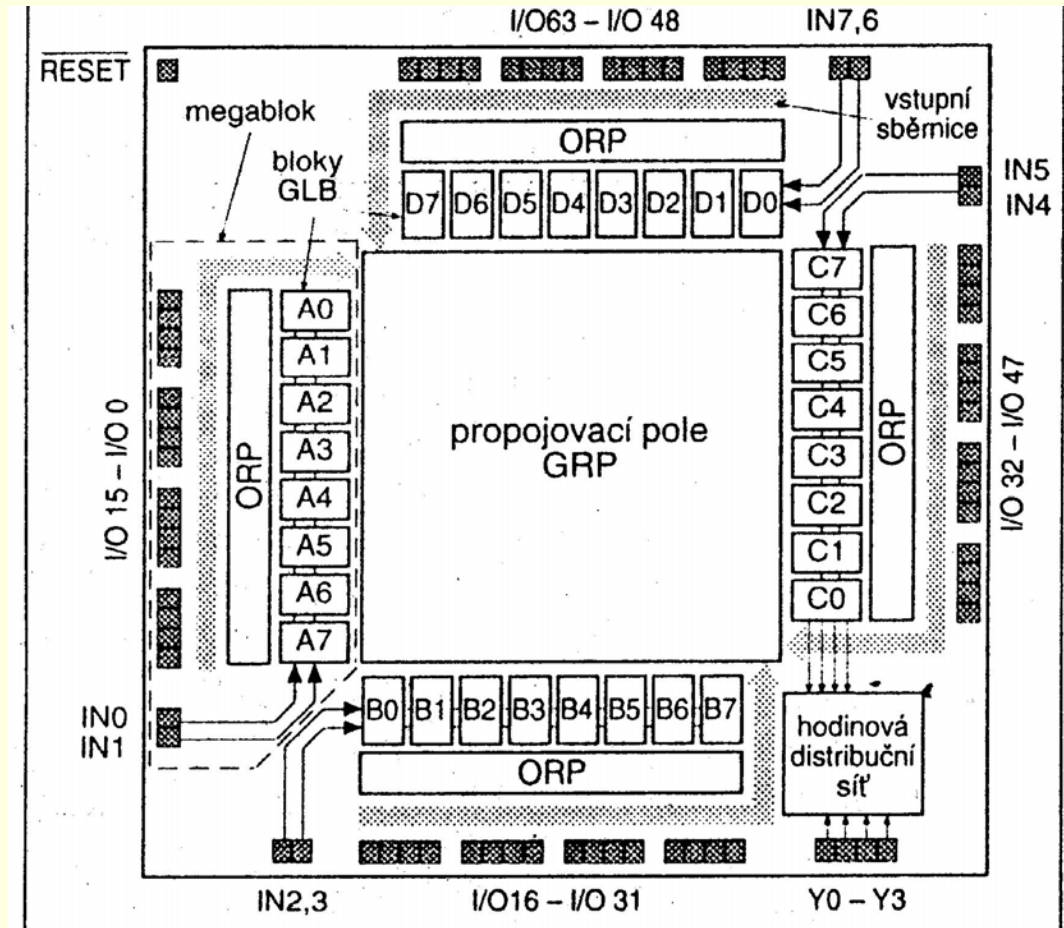 I/O63 – I/O 48
IN7,6
RESET
megablok
vstupní
sběrnice
bloky
GLB
ORP
IN5
IN4
D7 D6 D5 D4 D3 D2 D1 D0
A0
A1
A2
A3
A4
A5
A6
A7
ORP
I/O 15 – I/O 0
propojovací pole
GRP
C7
C6
C5
C4
C3
C2
C1
C0
ORP
I/O 32 – I/O 47
IN0
IN1
B0 B1 B2 B3 B4 B5 B6 B7
ORP
hodinová
distribuční
síť
IN2,3
I/O16 – I/O 31
Y0 – Y3